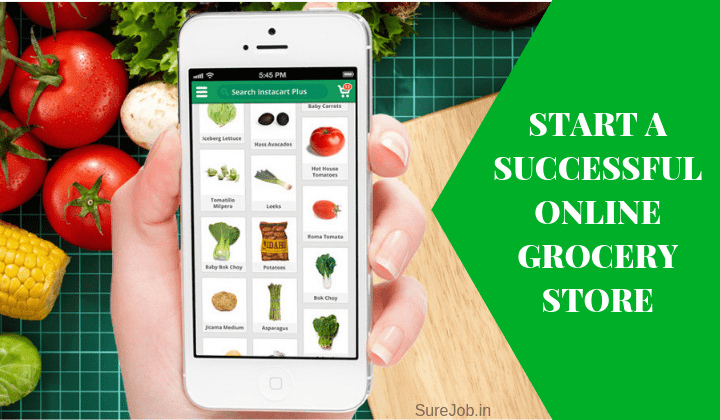 5:45 PM
Search Instacart Plus
Baby Carrots
Iceberg Lettuce
Hass Avocados
Hot House
Tomatoes
Tomatillo
Milpero
Leeks
Roma Tomato
Baby Bok Choy
IDAHO
Potatoes
Bok Choy
Jicama Medium
Asparagus
START A
SUCCESSFUL
ONLINE
GROCERY
STORE
SureJob.in